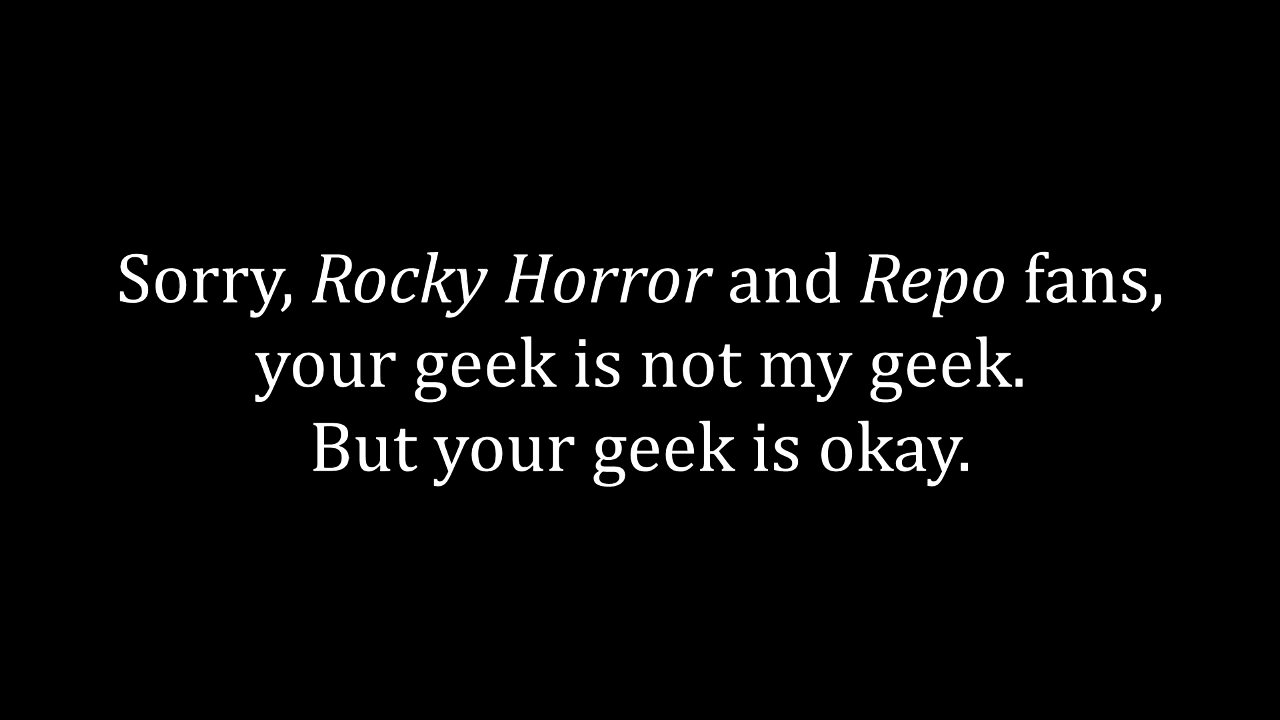 Sorry, Rocky Horror and Repo fans,
your geek is not my geek.
But your geek is okay.